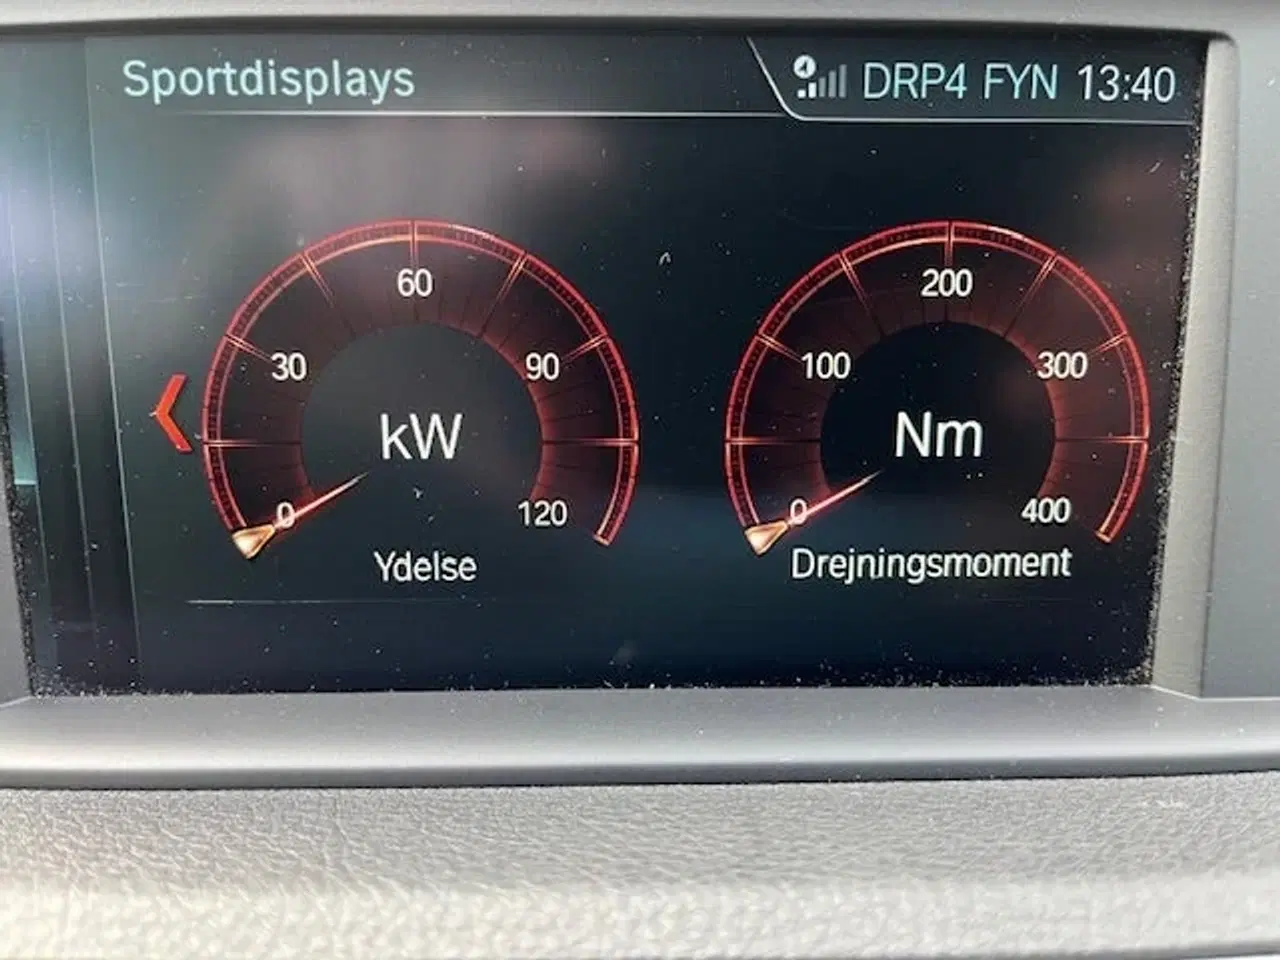 Sportdisplays
DRP4 FYN 13:40
0
30
60
90
120
kW
Ydelse
0
100
200
300
400
Nm
Drejningsmoment